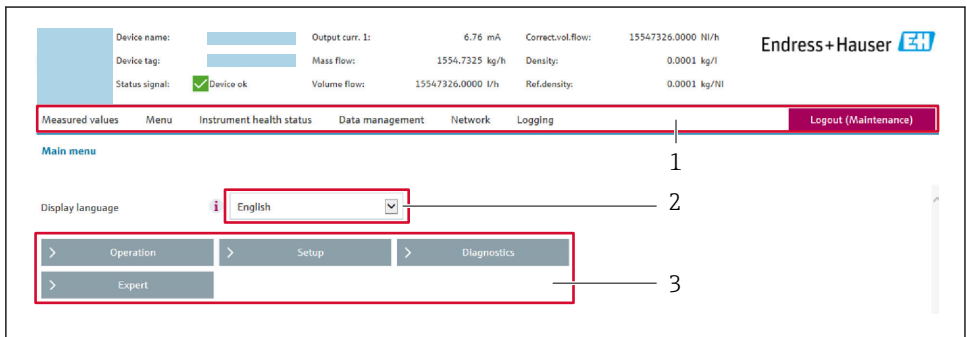 Device name: Output curr. 1: 6.76 mA Correct.vol.flow: 15547326.0000 Nl/h
Endress+Hauser EH
Device tag: Mass flow: 1554.7325 kg/h Density: 0.0001 kg/l
Status signal: Device ok Volume flow: 15547326.0000 l/h Ref.density: 0.0001 kg/Nl
Measured values Menu Instrument health status Data management Network Logging Logout (Maintenance)
1
Main menu
Display language i English 2
> Operation > Setup > Diagnostics
> Expert 3